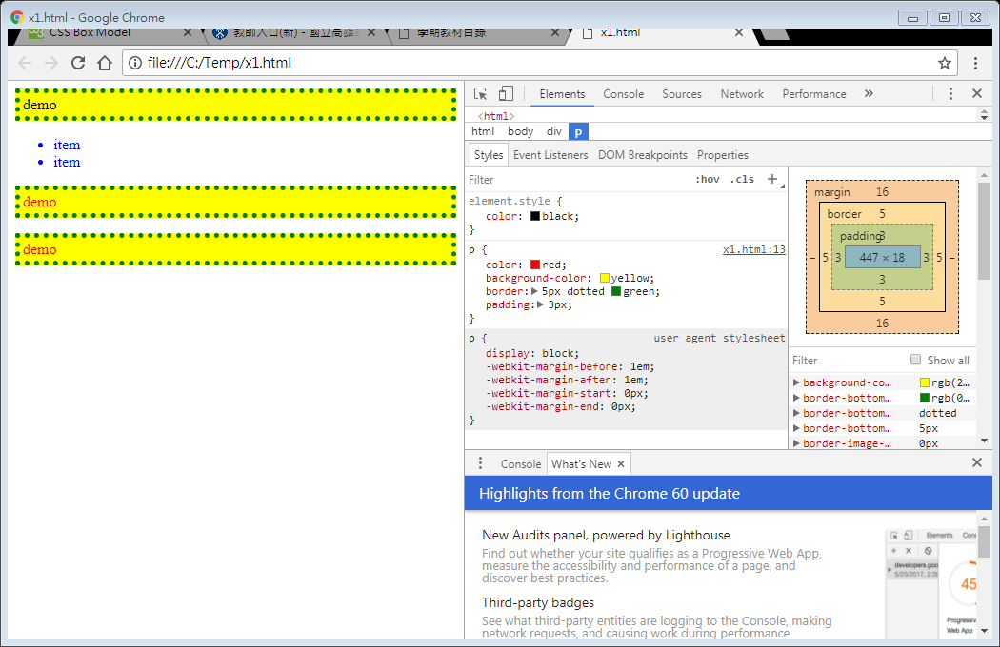 x1.html - Google Chrome
CSS Box Model
教師入口(新) - 國立高雄
學期教材目錄
x1.html
file:///C:/Temp/x1.html
demo
item
item
demo
demo
Elements Console Sources Network Performance »
<html>
html body div p
Styles Event Listeners DOM Breakpoints Properties
Filter :hov .cls +
element.style {
color: black;
}
p { x1.html:13
color: red;
background-color: yellow;
border: 5px dotted green;
padding: 3px;
}
p { user agent stylesheet
display: block;
-webkit-margin-before: 1em;
-webkit-margin-after: 1em;
-webkit-margin-start: 0px;
-webkit-margin-end: 0px;
}
margin 16
border 5
padding 3
– 5 3 447 × 18 3 5 –
3
5
16
Filter Show all
background-co… rgb(2…
border-bottom… rgb(0…
border-bottom… dotted
border-bottom… 5px
border-image-… 0px
Console What's New
Highlights from the Chrome 60 update
New Audits panel, powered by Lighthouse
Find out whether your site qualifies as a Progressive Web App,
measure the accessibility and performance of a page, and
discover best practices.
Third-party badges
See what third-party entities are logging to the Console, making
network requests, and causing work during performance
Elements Cons
developers.goo
5/23/2017, 2:39
45
Progressive
Web App